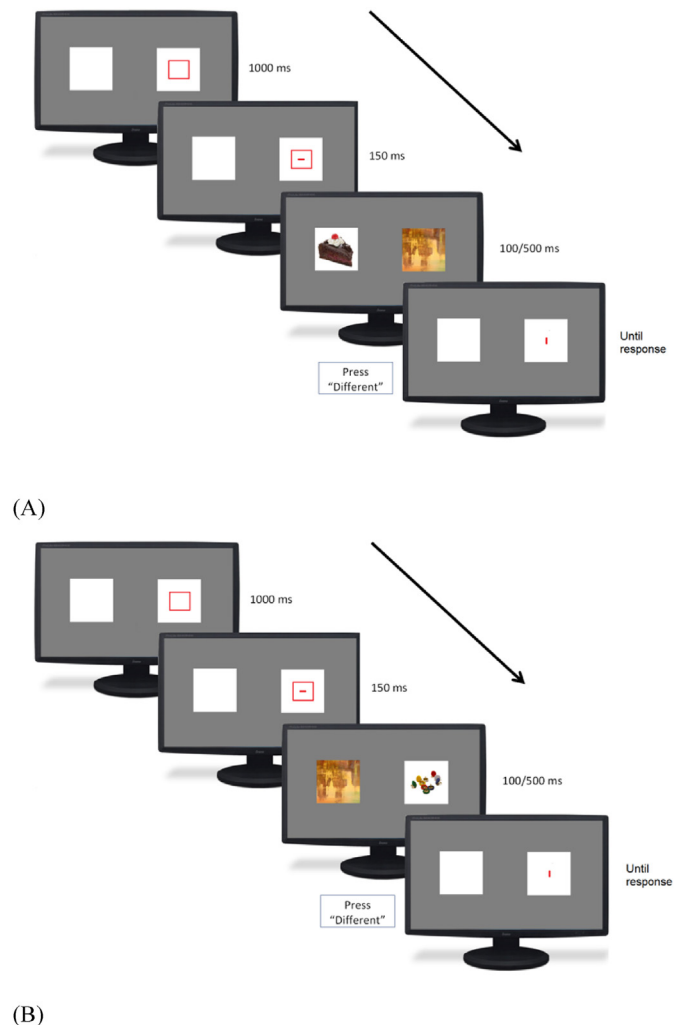 1000 ms
150 ms
100/500 ms
Until
response
Press
“Different”
(A)
1000 ms
150 ms
100/500 ms
Until
response
Press
“Different”
(B)